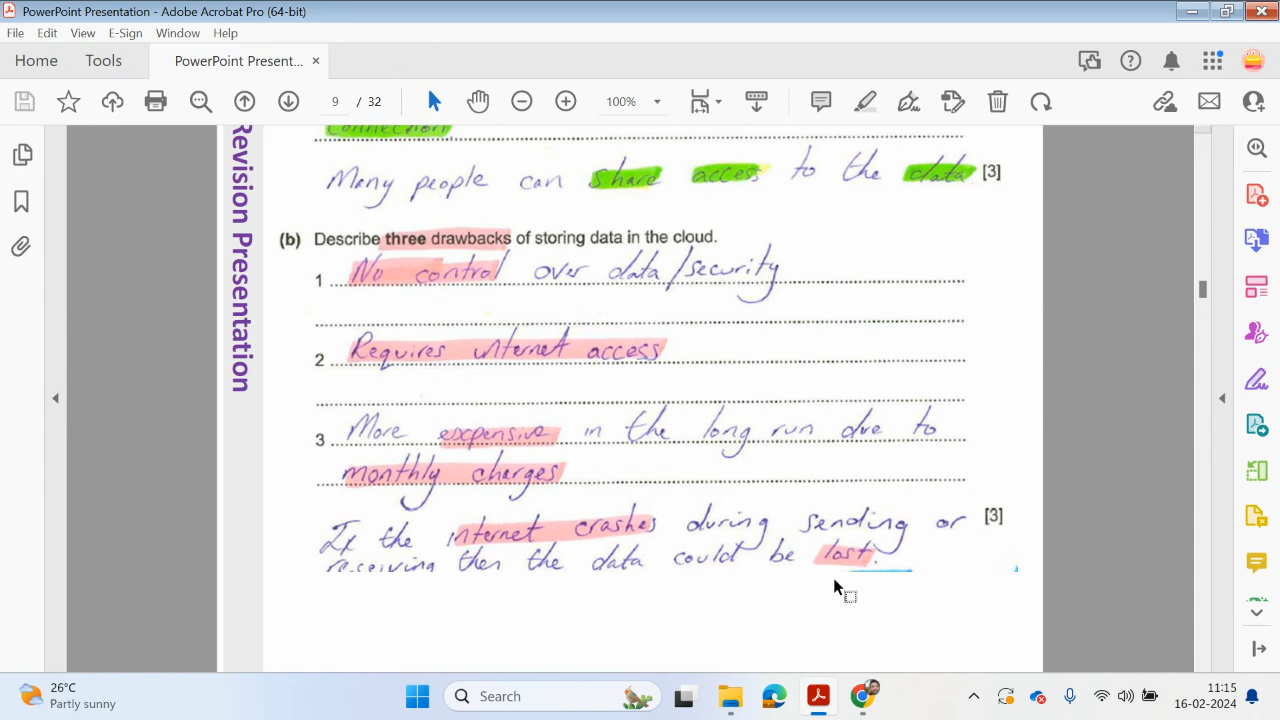 PowerPoint Presentation - Adobe Acrobat Pro (64-bit)
File Edit View E-Sign Window Help
Home Tools PowerPoint Present... ×
9 / 32 100%
Revision Presentation
connection
Many people can share access to the data. [3]
(b) Describe three drawbacks of storing data in the cloud.
1 No control over data/security
2 Requires internet access
3 More expensive in the long run due to
monthly charges
[3]
If the internet crashes during sending or
receiving then the data could be lost.
26°C
Partly sunny
Search
11:15
16-02-2024